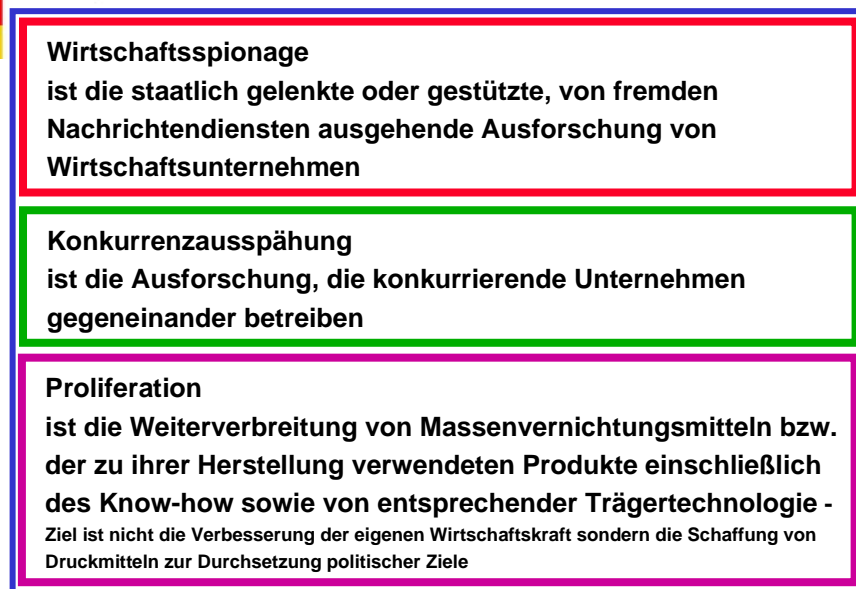 Wirtschaftsspionage
ist die staatlich gelenkte oder gestützte, von fremden
Nachrichtendiensten ausgehende Ausforschung von
Wirtschaftsunternehmen
Konkurrenzausspähung
ist die Ausforschung, die konkurrierende Unternehmen
gegeneinander betreiben
Proliferation
ist die Weiterverbreitung von Massenvernichtungsmitteln bzw.
der zu ihrer Herstellung verwendeten Produkte einschließlich
des Know-how sowie von entsprechender Trägertechnologie -
Ziel ist nicht die Verbesserung der eigenen Wirtschaftskraft sondern die Schaffung von
Druckmitteln zur Durchsetzung politischer Ziele